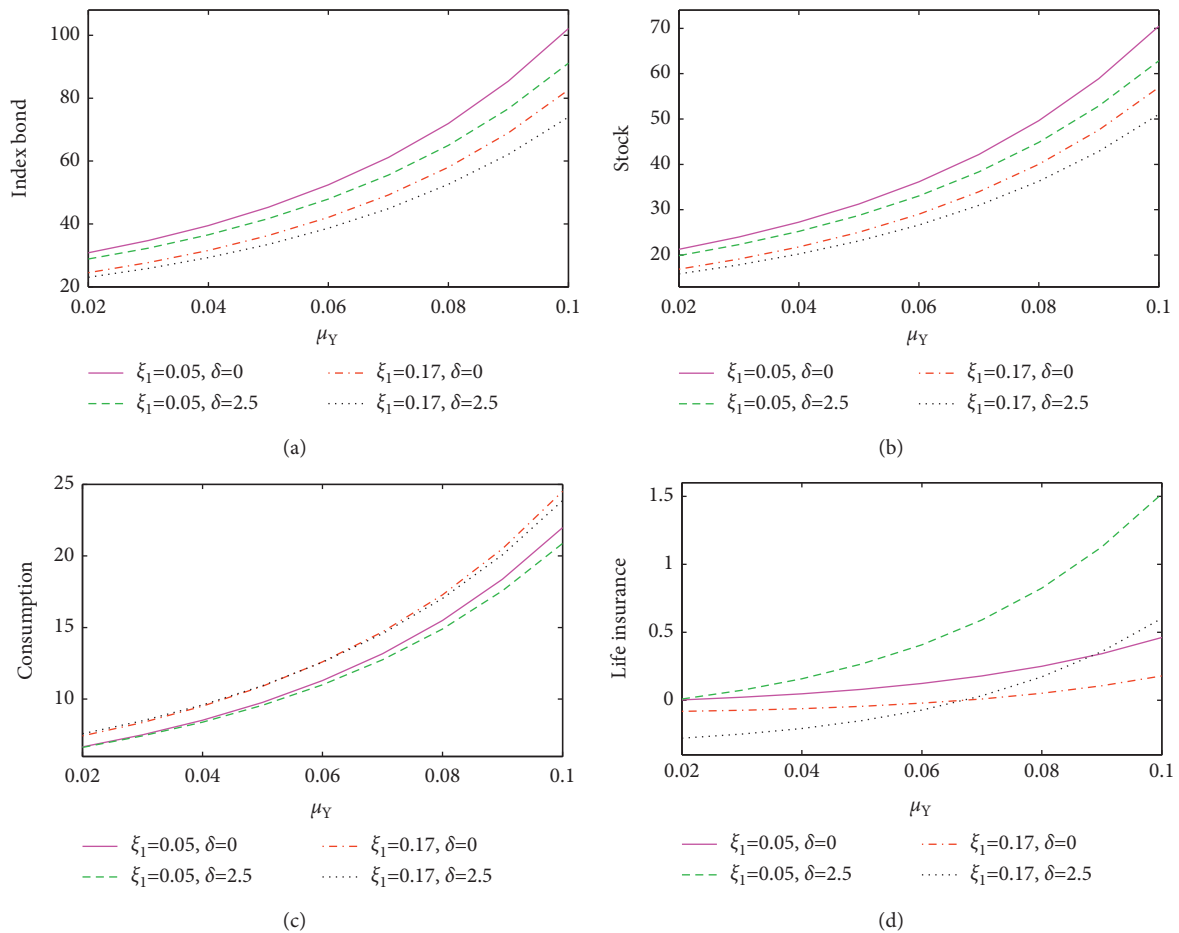 100
80
60
40
20
Index bond
0.02 0.04 0.06 0.08 0.1
μY
ξ1=0.05, δ=0 ξ1=0.17, δ=0
ξ1=0.05, δ=2.5 ξ1=0.17, δ=2.5
(a)
70
60
50
40
30
20
Stock
0.02 0.04 0.06 0.08 0.1
μY
ξ1=0.05, δ=0 ξ1=0.17, δ=0
ξ1=0.05, δ=2.5 ξ1=0.17, δ=2.5
(b)
25
20
15
10
Consumption
0.02 0.04 0.06 0.08 0.1
μY
ξ1=0.05, δ=0 ξ1=0.17, δ=0
ξ1=0.05, δ=2.5 ξ1=0.17, δ=2.5
(c)
1.5
1
0.5
0
Life insurance
0.02 0.04 0.06 0.08 0.1
μY
ξ1=0.05, δ=0 ξ1=0.17, δ=0
ξ1=0.05, δ=2.5 ξ1=0.17, δ=2.5
(d)